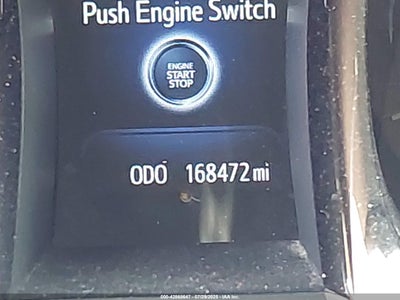 Push Engine Switch
ENGINE
START
STOP
ODO 168472 mi